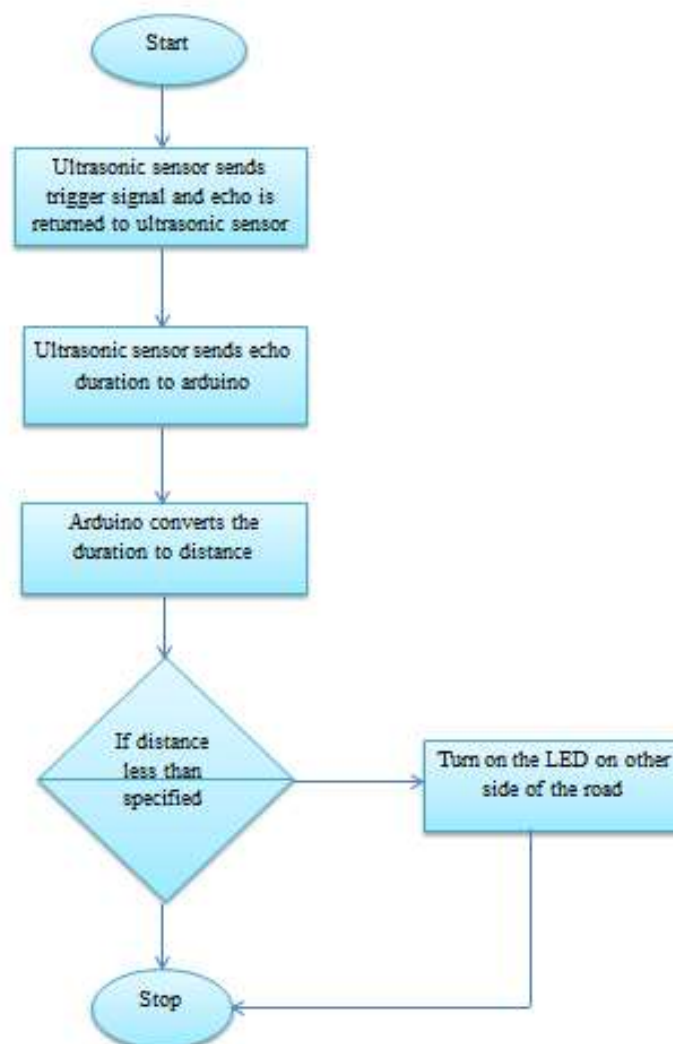 Start
Ultrasonic sensor sends
trigger signal and echo is
returned to ultrasonic sensor
Ultrasonic sensor sends echo
duration to arduino
Arduino converts the
duration to distance
If distance
less than
specified
Turn on the LED on other
side of the road
Stop